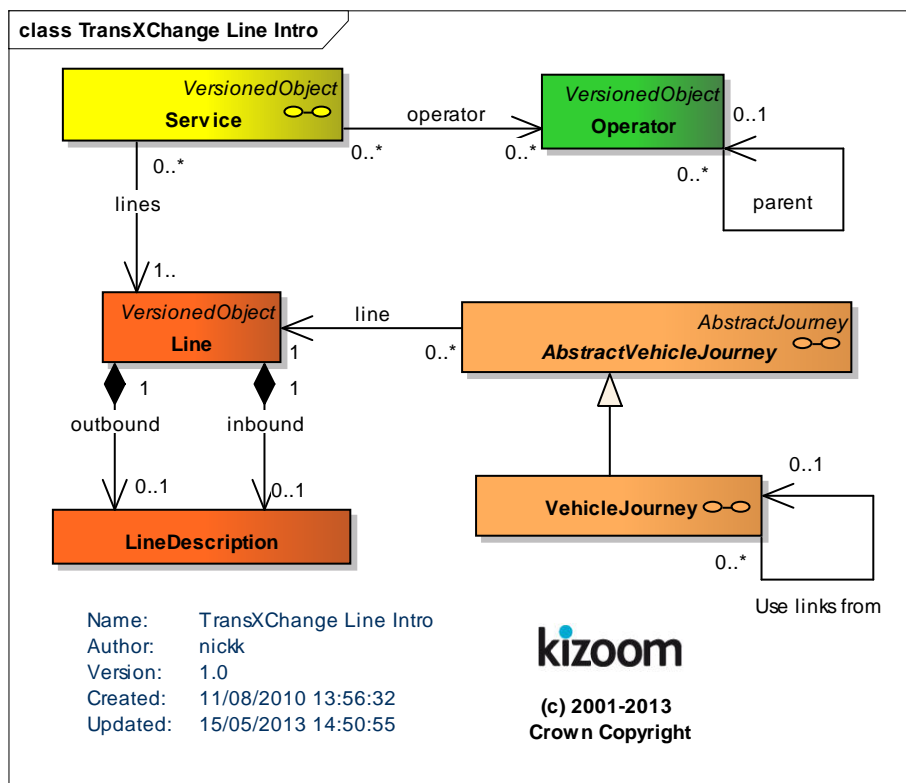 class TransXChange Line Intro
VersionedObject
Service
operator
0..*
0..*
VersionedObject
Operator
0..1
0..*
parent
0..*
lines
1..
VersionedObject
Line
line
1
0..*
AbstractJourney
AbstractVehicleJourney
1
1
outbound
inbound
0..1
0..1
LineDescription
VehicleJourney
0..1
0..*
Use links from
Name: TransXChange Line Intro
Author: nickk
Version: 1.0
Created: 11/08/2010 13:56:32
Updated: 15/05/2013 14:50:55
kizoom
(c) 2001-2013
Crown Copyright